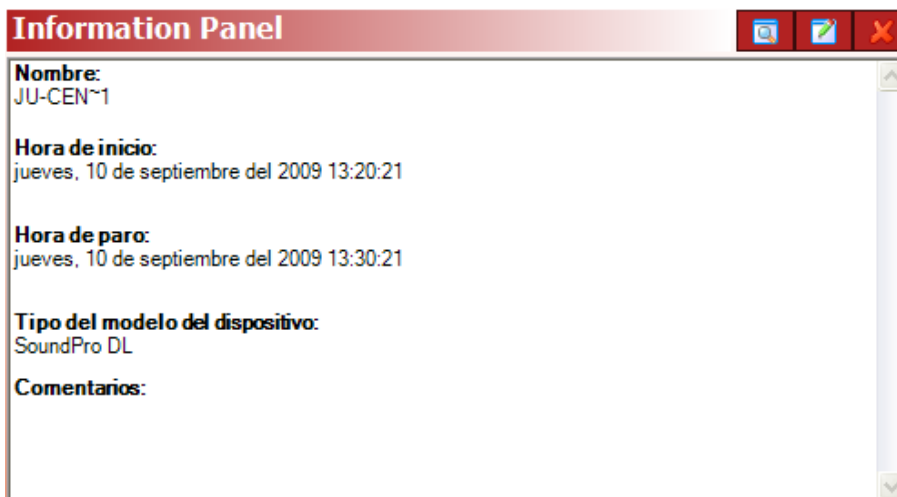 Information Panel
Nombre:
JU-CEN~1
Hora de inicio:
jueves, 10 de septiembre del 2009 13:20:21
Hora de paro:
jueves, 10 de septiembre del 2009 13:30:21
Tipo del modelo del dispositivo:
SoundPro DL
Comentarios: